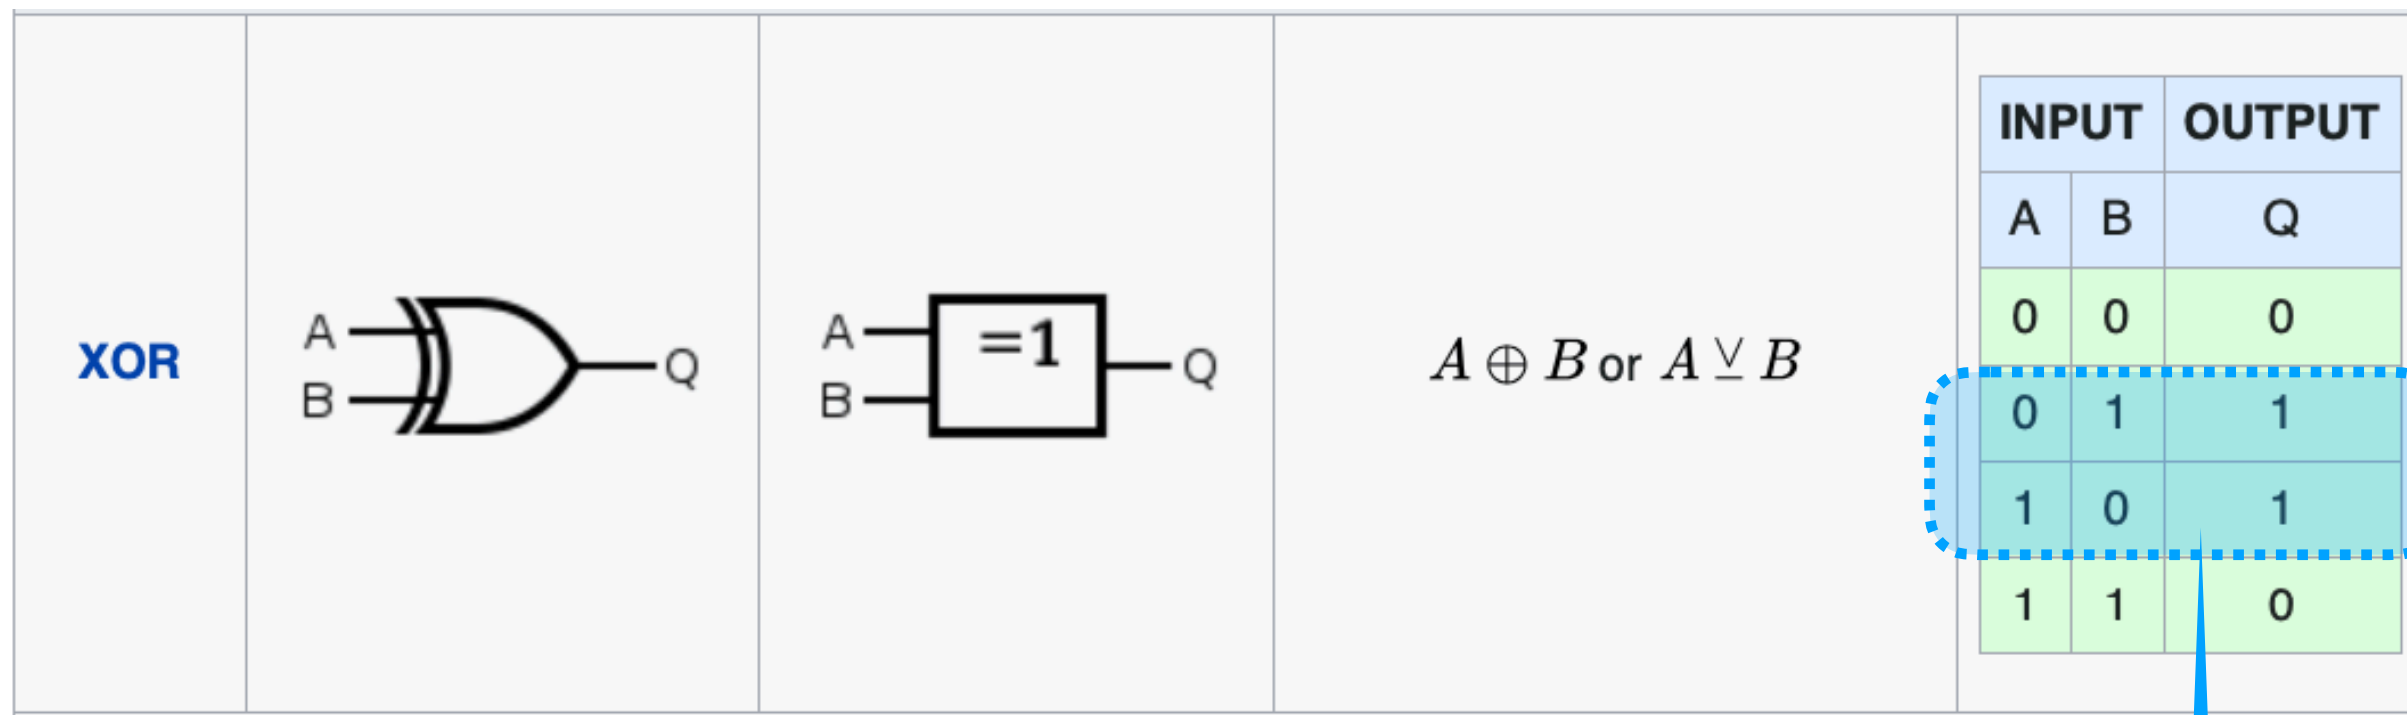 XOR
A
B
Q
A
B
=1
Q
A ⊕ B or A ⊻ B
INPUT OUTPUT
A B Q
0 0 0
0 1 1
1 0 1
1 1 0